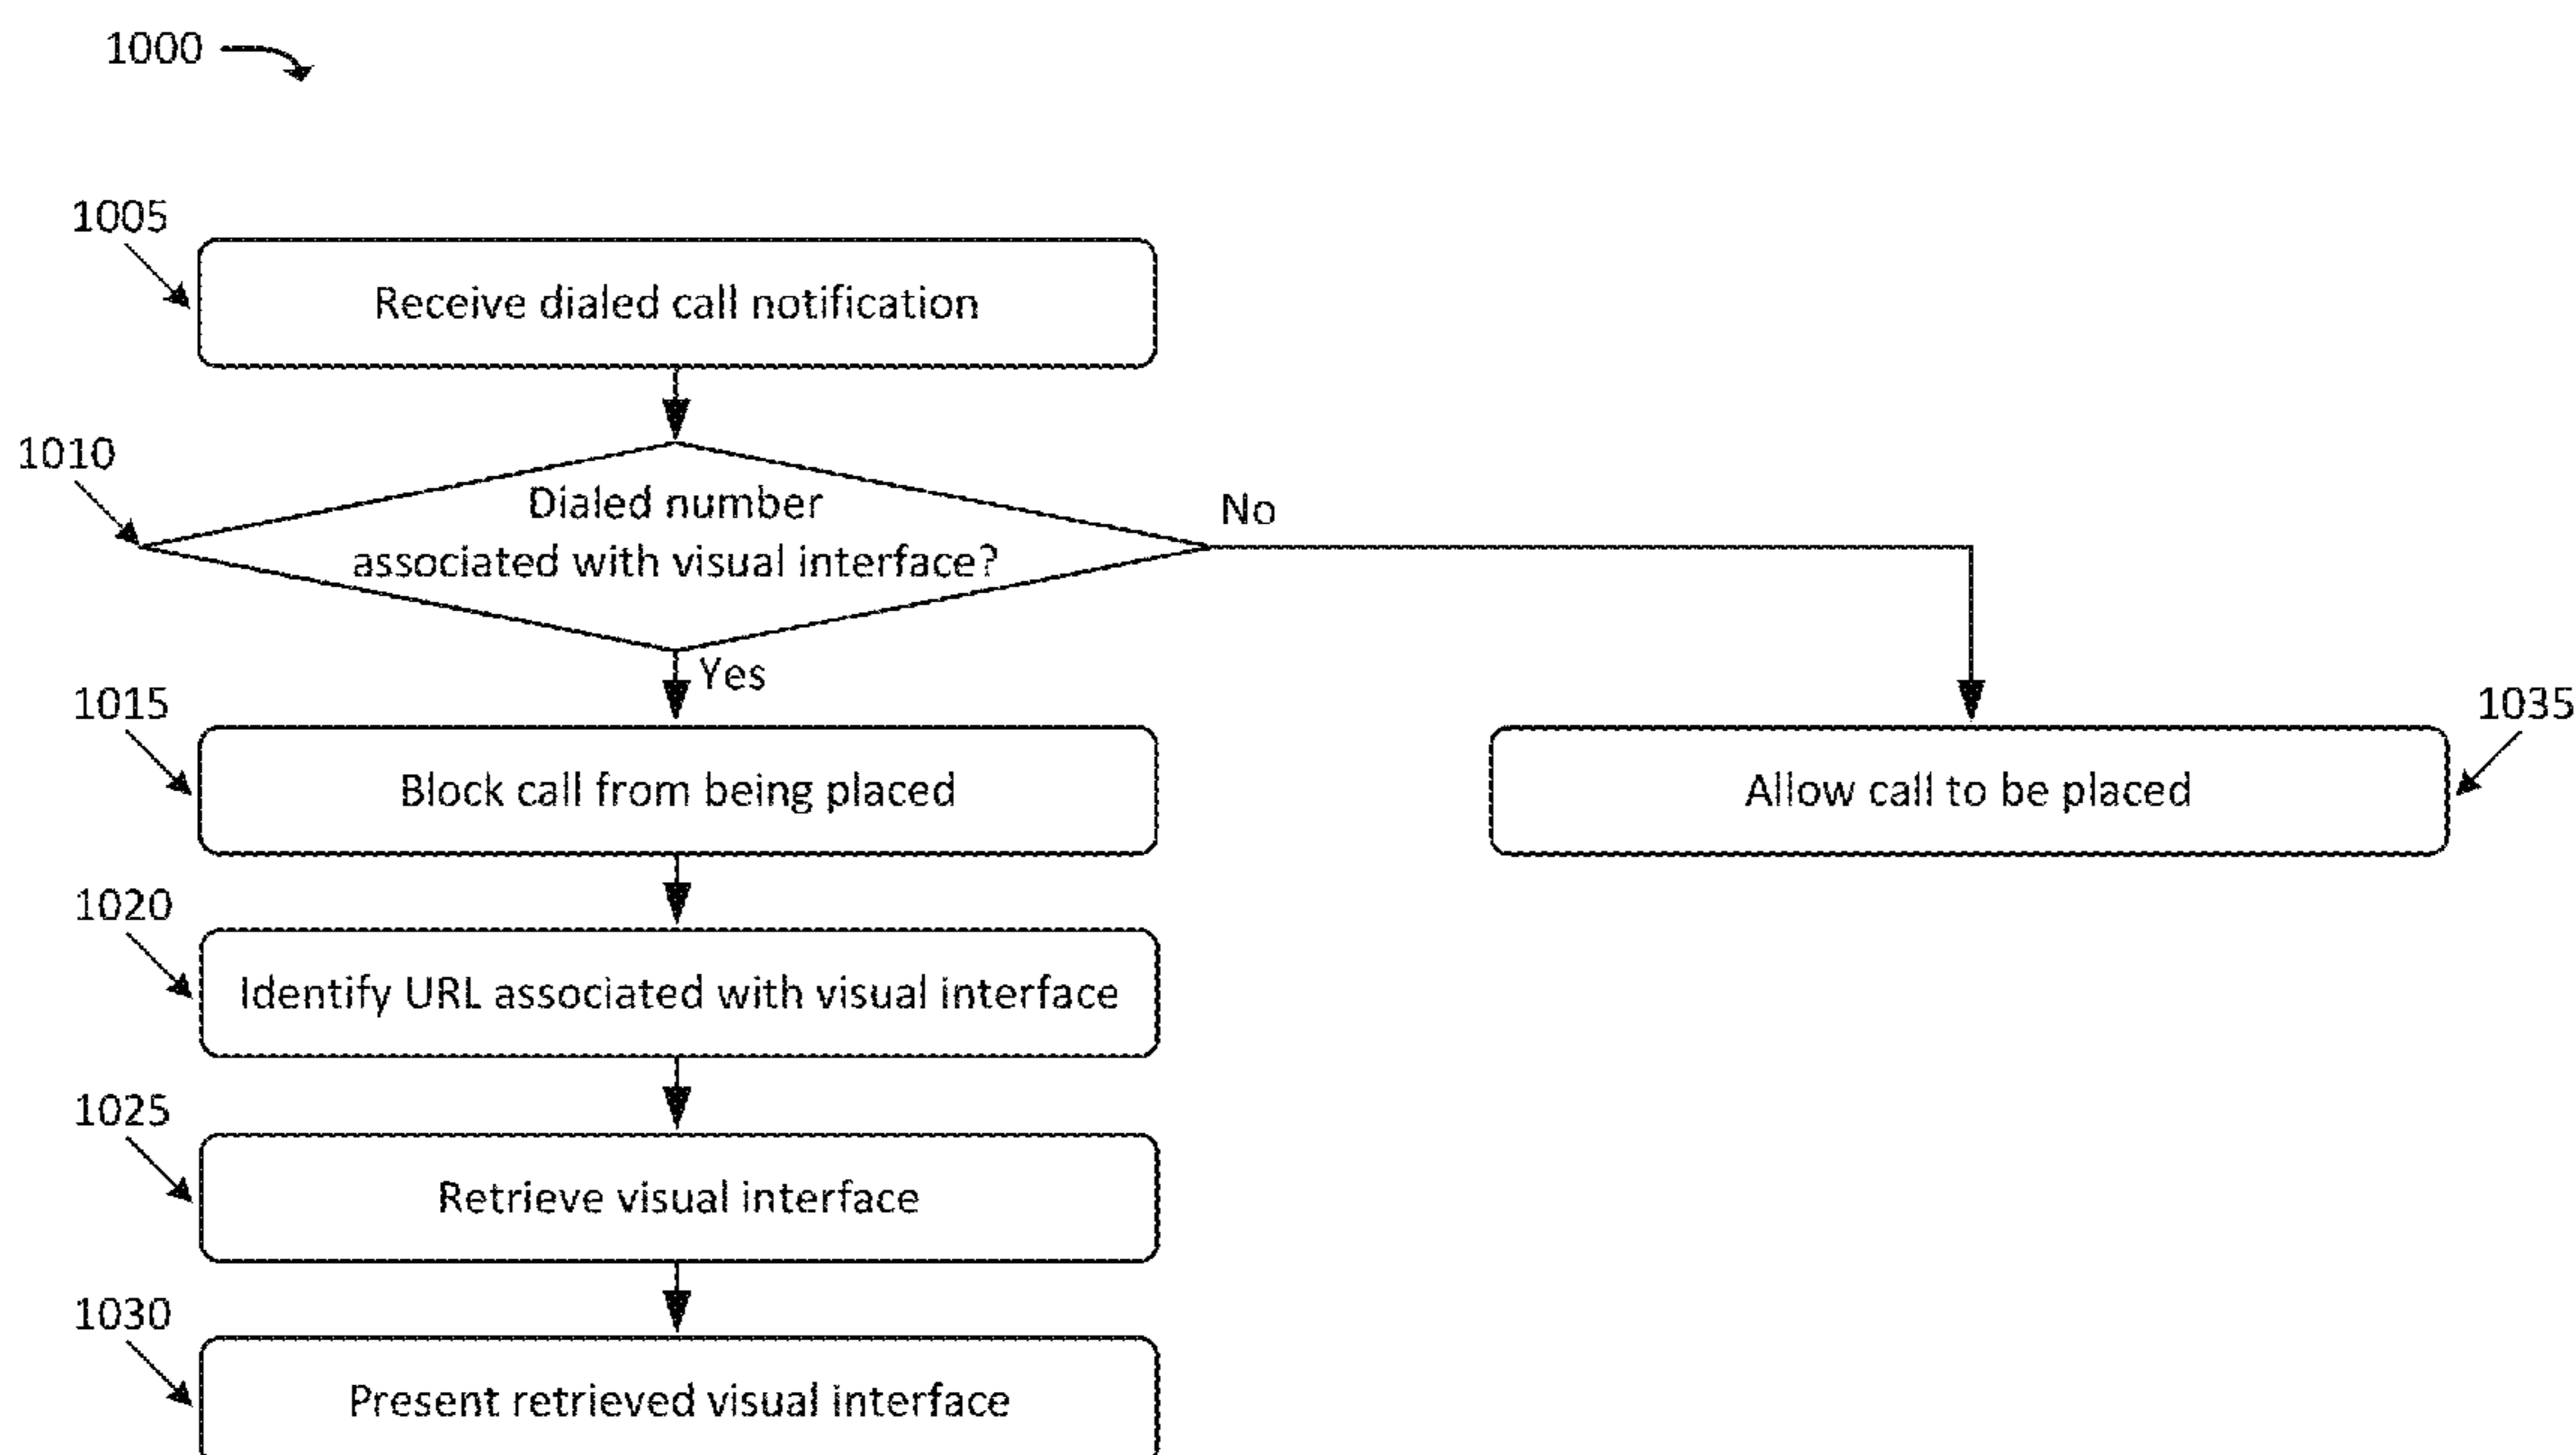 1000
1005
Receive dialed call notification
1010
Dialed number
associated with visual interface?
No
Yes
1015
Block call from being placed
1035
Allow call to be placed
1020
Identify URL associated with visual interface
1025
Retrieve visual interface
1030
Present retrieved visual interface